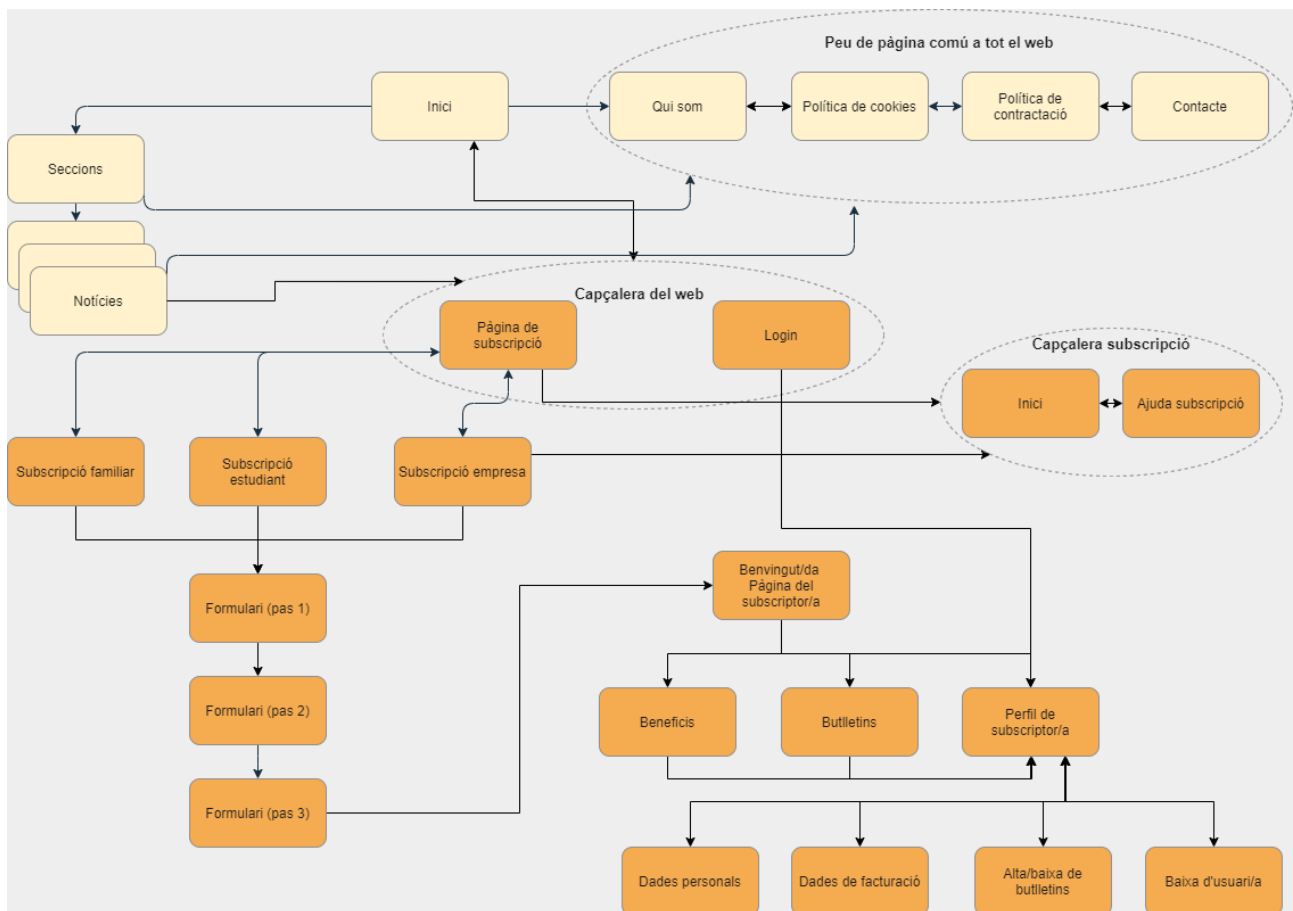 Peu de pàgina comú a tot el web
Inici
Qui som
Política de cookies
Política de
contractació
Contacte
Seccions
Notícies
Capçalera del web
Pàgina de
subscripció
Login
Capçalera subscripció
Inici
Ajuda subscripció
Subscripció familiar
Subscripció
estudiant
Subscripció empresa
Formulari (pas 1)
Benvingut/da
Pàgina del
subscriptor/a
Formulari (pas 2)
Beneficis
Butlletins
Perfil de
subscriptor/a
Formulari (pas 3)
Dades personals
Dades de facturació
Alta/baixa de
butlletins
Baixa d'usuari/a